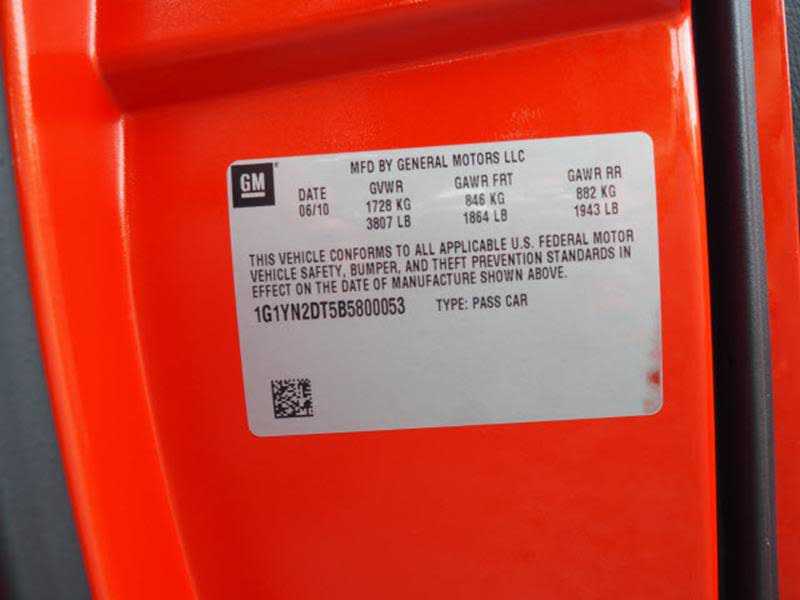 GM
MFD BY GENERAL MOTORS LLC
DATE GVWR GAWR FRT GAWR RR
06/10 1728 KG 846 KG 882 KG
3807 LB 1864 LB 1943 LB
THIS VEHICLE CONFORMS TO ALL APPLICABLE U.S. FEDERAL MOTOR
VEHICLE SAFETY, BUMPER, AND THEFT PREVENTION STANDARDS IN
EFFECT ON THE DATE OF MANUFACTURE SHOWN ABOVE.
1G1YN2DT5B5800053 TYPE: PASS CAR